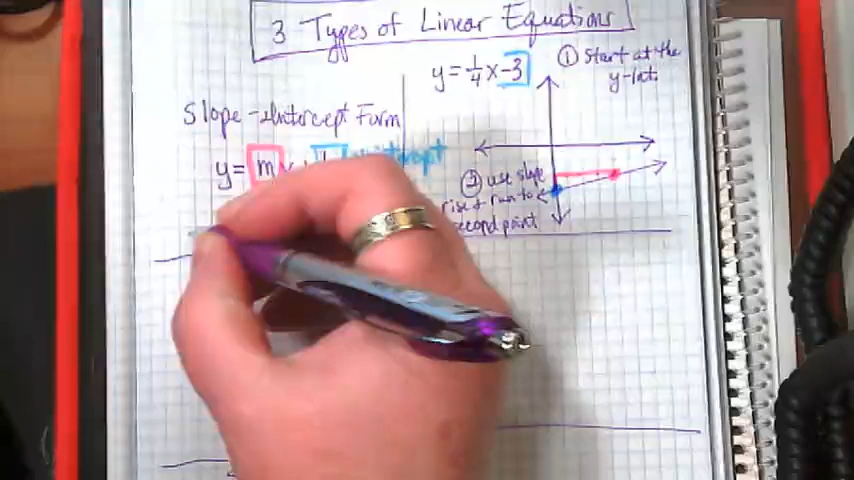 3 Types of Linear Equations
Slope-Intercept Form
y = m
y = 1/4 x - 3
① Start at the
y-int.
② use slope
rise + run to
second point